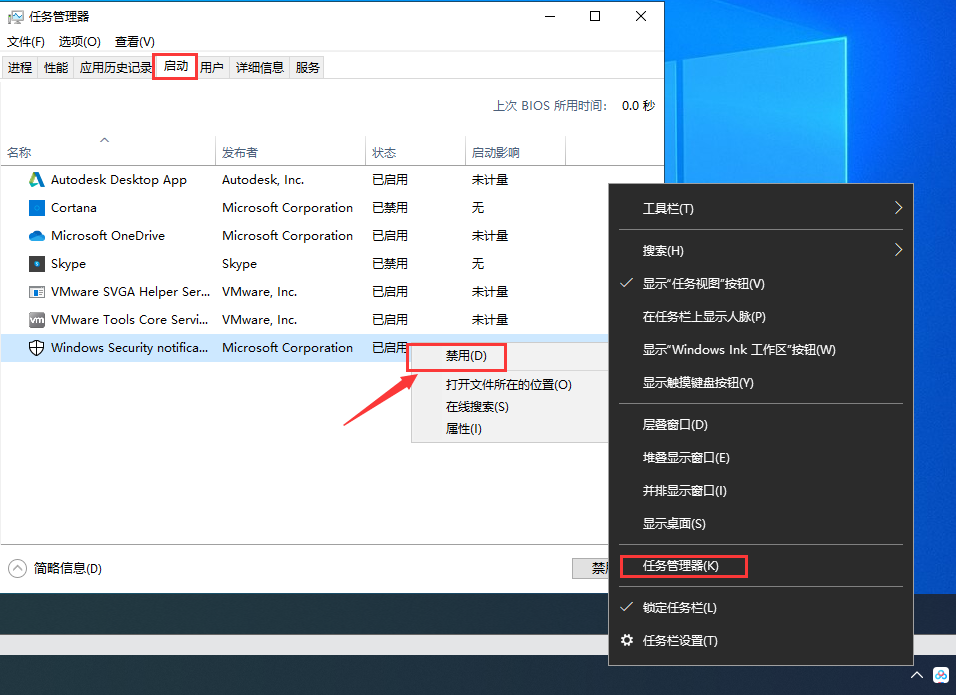 任务管理器
文件(F) 选项(O) 查看(V)
进程 性能 应用历史记录 启动 用户 详细信息 服务
上次 BIOS 所用时间: 0.0 秒
名称 发布者 状态 启动影响
Autodesk Desktop App Autodesk, Inc. 已启用 未计量
Cortana Microsoft Corporation 已禁用 无
Microsoft OneDrive Microsoft Corporation 已启用 未计量
Skype Skype 已禁用 无
VMware SVGA Helper Ser... VMware, Inc. 已启用 未计量
VMware Tools Core Servi... VMware, Inc. 已启用 未计量
Windows Security notifica... Microsoft Corporation 已启用
禁用(D)
打开文件所在的位置(O)
在线搜索(S)
属性(I)
简略信息(D)
工具栏(T)
搜索(H)
显示"任务视图"按钮(V)
在任务栏上显示人脉(P)
显示"Windows Ink 工作区"按钮(W)
显示触摸键盘按钮(Y)
层叠窗口(D)
堆叠显示窗口(E)
并排显示窗口(I)
显示桌面(S)
任务管理器(K)
锁定任务栏(L)
任务栏设置(T)